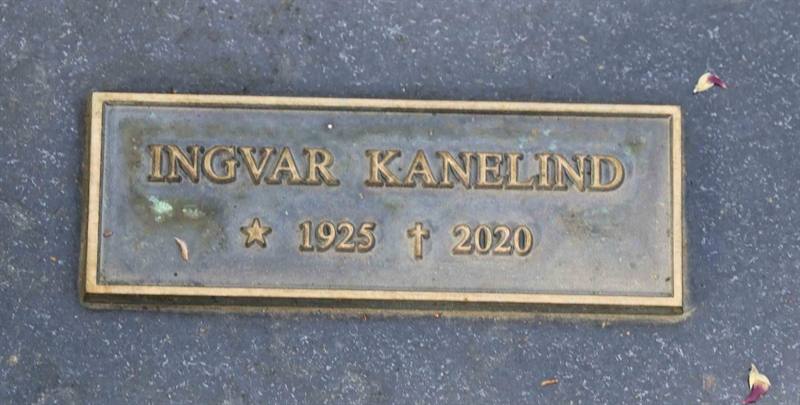 INGVAR KANELIND
★ 1925 ✝ 2020